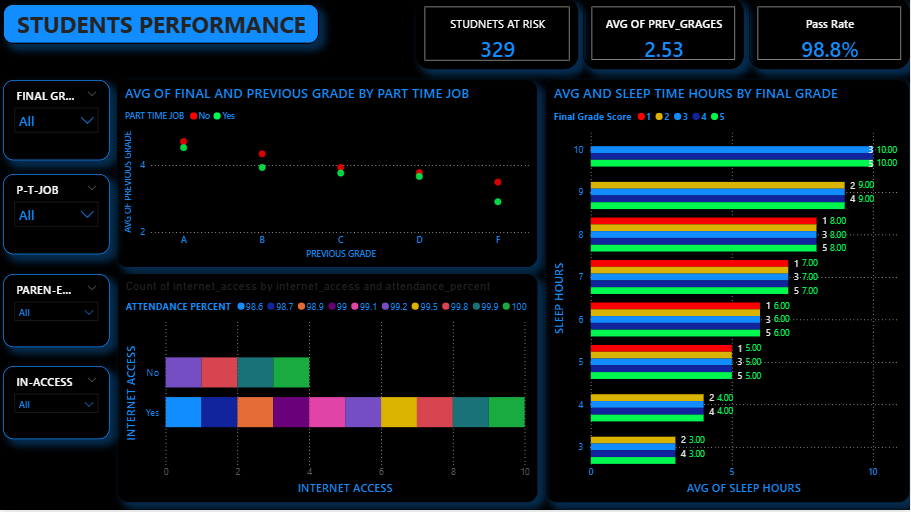 STUDENTS PERFORMANCE
STUDNETS AT RISK
329
AVG OF PREV_GRAGES
2.53
Pass Rate
98.8%
FINAL GR...
All
P-T-JOB
All
PAREN-E...
All
IN-ACCESS
All
AVG OF FINAL AND PREVIOUS GRADE BY PART TIME JOB
PART TIME JOB No Yes
AVG OF PREVIOUS GRADE
4
2
A B C D F
PREVIOUS GRADE
Count of internet_access by internet_access and attendance_percent
ATTENDANCE PERCENT 98.6 98.7 98.9 99 99.1 99.2 99.5 99.8 99.9 100
INTERNET ACCESS
No
Yes
0 2 4 6 8 10
INTERNET ACCESS
AVG AND SLEEP TIME HOURS BY FINAL GRADE
Final Grade Score 1 2 3 4 5
SLEEP HOURS
10
3 10.00
5 10.00
9
2 9.00
4 9.00
8
1 8.00
3 8.00
5 8.00
7
1 7.00
3 7.00
5 7.00
6
1 6.00
3 6.00
5 6.00
5
1 5.00
3 5.00
5 5.00
4
2 4.00
4 4.00
3
2 3.00
4 3.00
0 5 10
AVG OF SLEEP HOURS